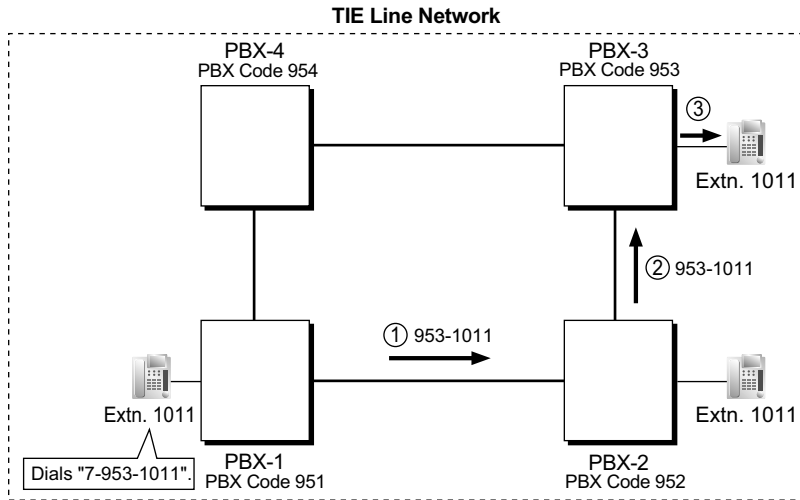 TIE Line Network
PBX-4
PBX Code 954
PBX-3
PBX Code 953
③
Extn. 1011
② 953-1011
① 953-1011
Extn. 1011
Extn. 1011
Dials "7-953-1011".
PBX-1
PBX Code 951
PBX-2
PBX Code 952